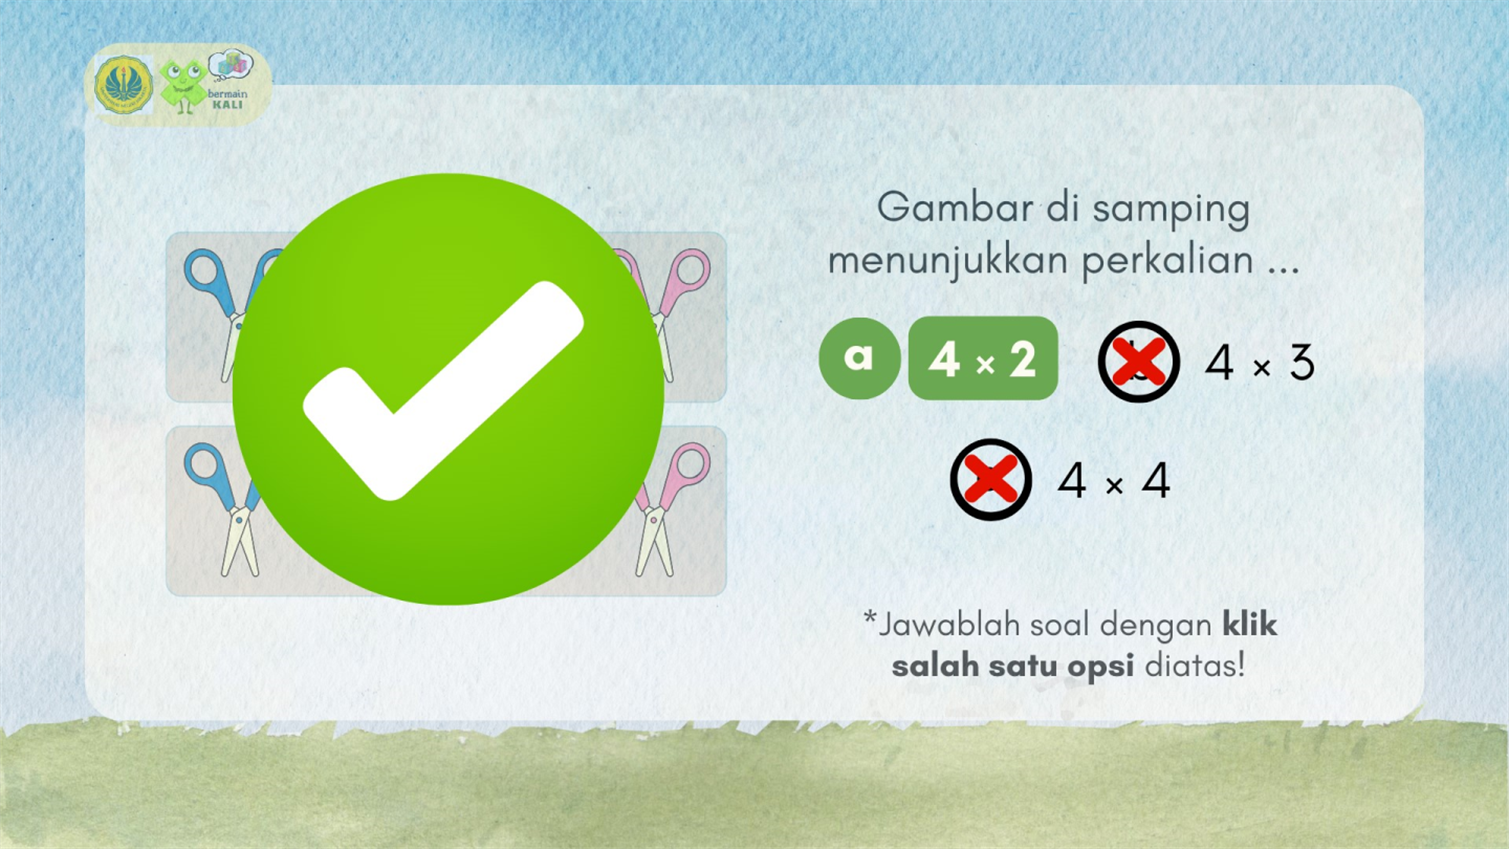 bermain
KALI
Gambar di samping
menunjukkan perkalian ...
a 4 × 2 4 × 3
4 × 4
*Jawablah soal dengan klik
salah satu opsi diatas!